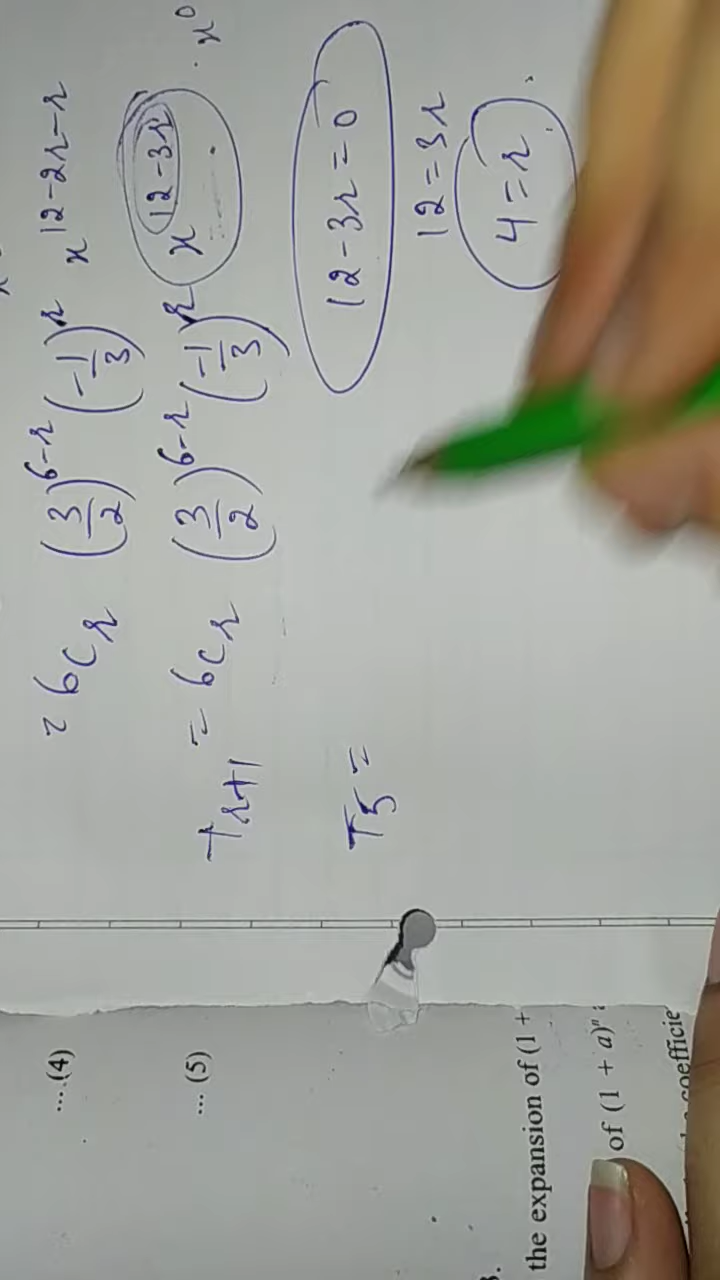 = 6Cr (3/2)^6-r (-1/3)^r x^12-2r-r
Tr+1 = 6Cr (3/2)^6-r (-1/3)^r x^12-3r . x^0
12-3r=0
T5 =
12=3r
4=r
....(4)
... (5)
the expansion of (1 +
of (1 + a)^n
coefficie